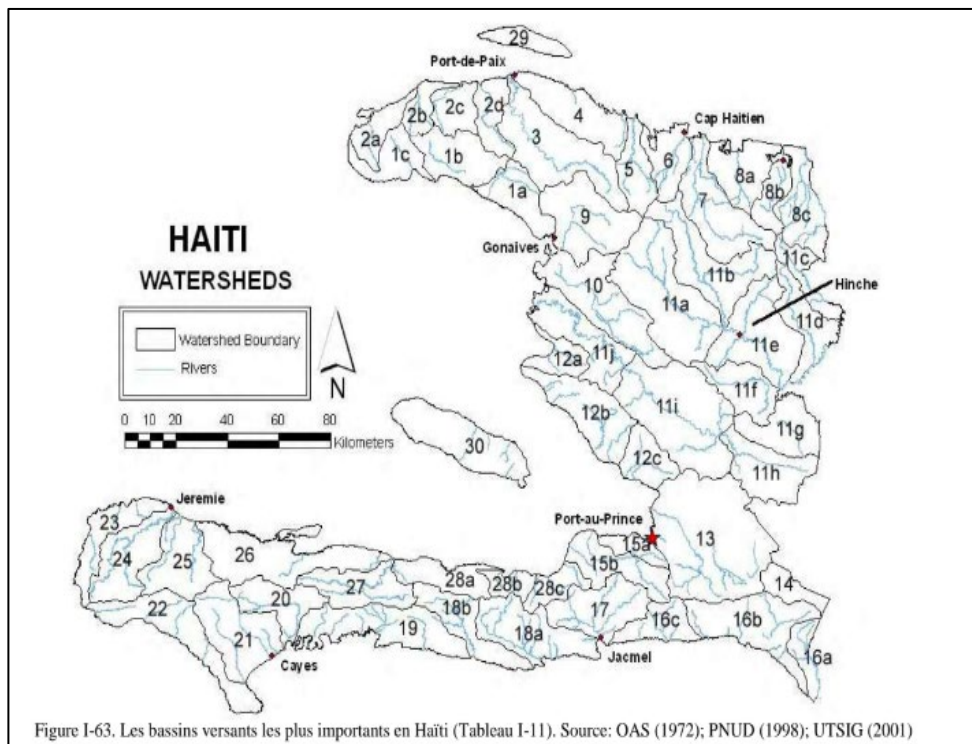 29
Port-de-Paix
Cap Haitien
2c
2d
2b
4
2a
3
1c
1b
5
6
8a
8b
1a
7
8c
9
HAITI
WATERSHEDS
Gonaives
11c
11b
Hinche
10
11a
11d
11e
Watershed Boundary
Rivers
N
12a
11j
11f
0 10 20 40 60 80
Kilometers
12b
11i
11g
30
12c
11h
Jeremie
23
Port-au-Prince
15a
13
24
25
26
15b
14
27
28a
28b
28c
22
20
18b
17
16c
16b
21
19
18a
16a
Cayes
Jacmel
Figure I-63. Les bassins versants les plus importants en Haïti (Tableau I-11). Source: OAS (1972); PNUD (1998); UTSIG (2001)